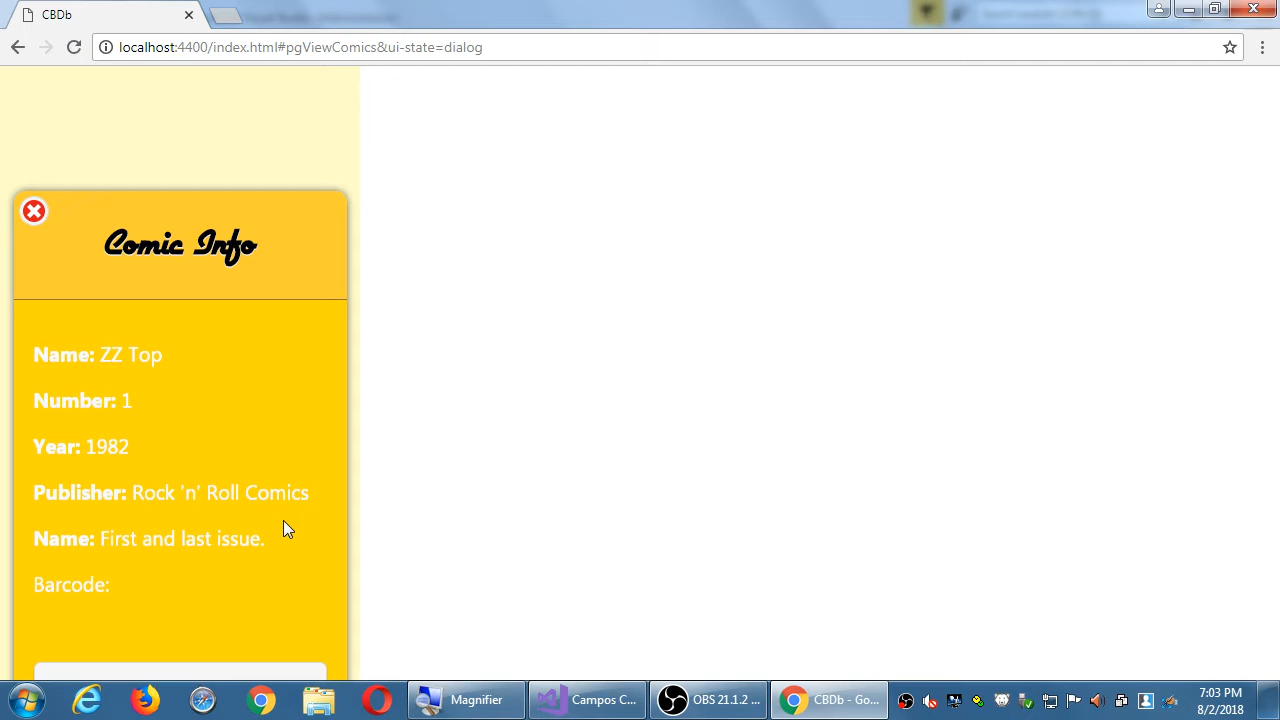 CBDb
localhost:4400/index.html#pgViewComics&ui-state=dialog
Comic Info
Name: ZZ Top
Number: 1
Year: 1982
Publisher: Rock 'n' Roll Comics
Name: First and last issue.
Barcode:
Magnifier
Campos C...
OBS 21.1.2 ...
CBDb - Go...
7:03 PM
8/2/2018